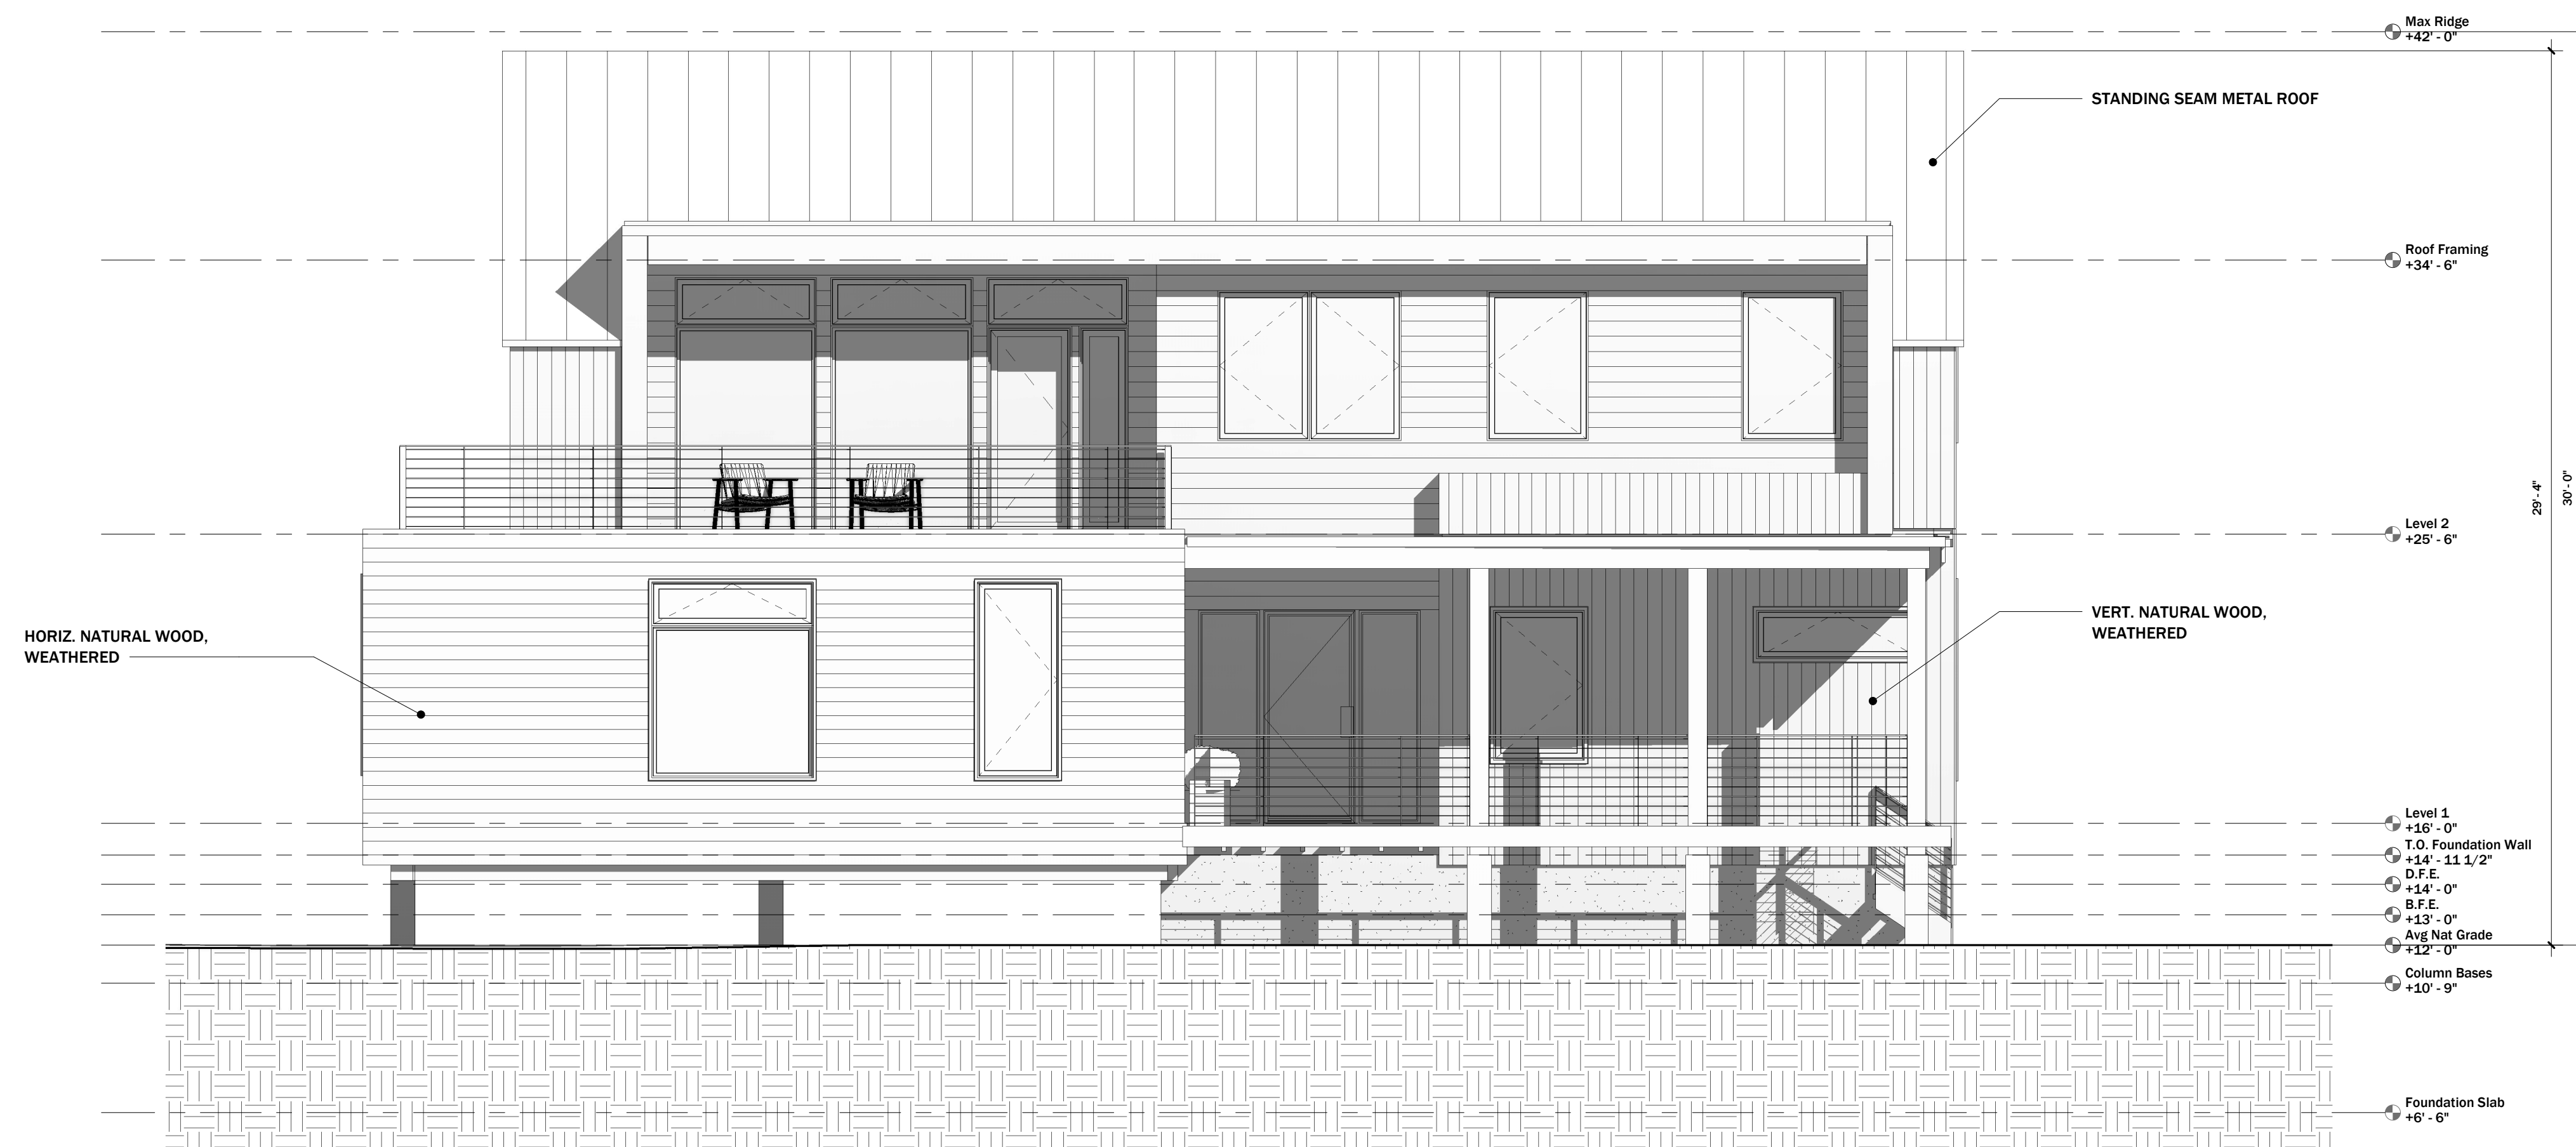 Max Ridge
+42' - 0"
STANDING SEAM METAL ROOF
Roof Framing
+34' - 6"
29' - 4"
30' - 0"
Level 2
+25' - 6"
HORIZ. NATURAL WOOD,
WEATHERED
VERT. NATURAL WOOD,
WEATHERED
Level 1
+16' - 0"
T.O. Foundation Wall
+14' - 11 1/2"
D.F.E.
+14' - 0"
B.F.E.
+13' - 0"
Avg Nat Grade
+12' - 0"
Column Bases
+10' - 9"
Foundation Slab
+6' - 6"